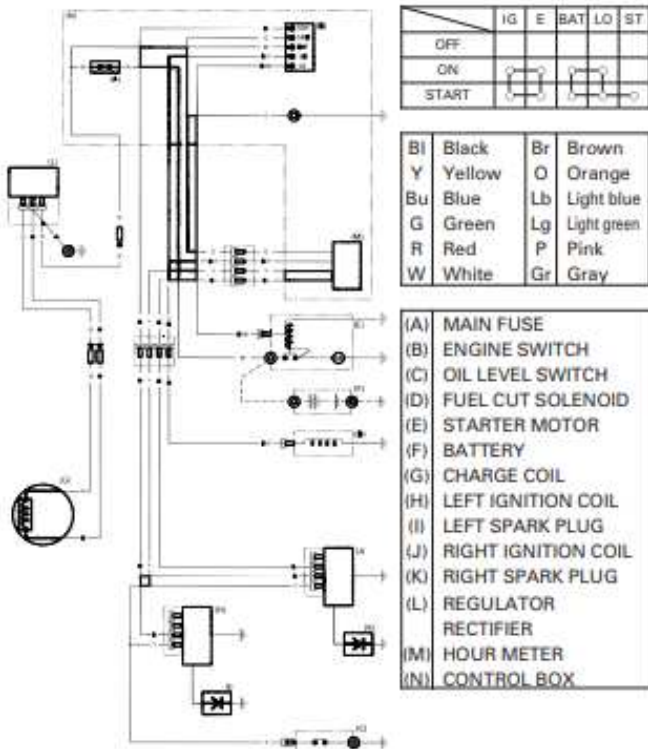 IG E BAT LO ST
OFF
ON
START
Bl Black Br Brown
Y Yellow O Orange
Bu Blue Lb Light blue
G Green Lg Light green
R Red P Pink
W White Gr Gray
(A) MAIN FUSE
(B) ENGINE SWITCH
(C) OIL LEVEL SWITCH
(D) FUEL CUT SOLENOID
(E) STARTER MOTOR
(F) BATTERY
(G) CHARGE COIL
(H) LEFT IGNITION COIL
(I) LEFT SPARK PLUG
(J) RIGHT IGNITION COIL
(K) RIGHT SPARK PLUG
(L) REGULATOR
RECTIFIER
(M) HOUR METER
(N) CONTROL BOX